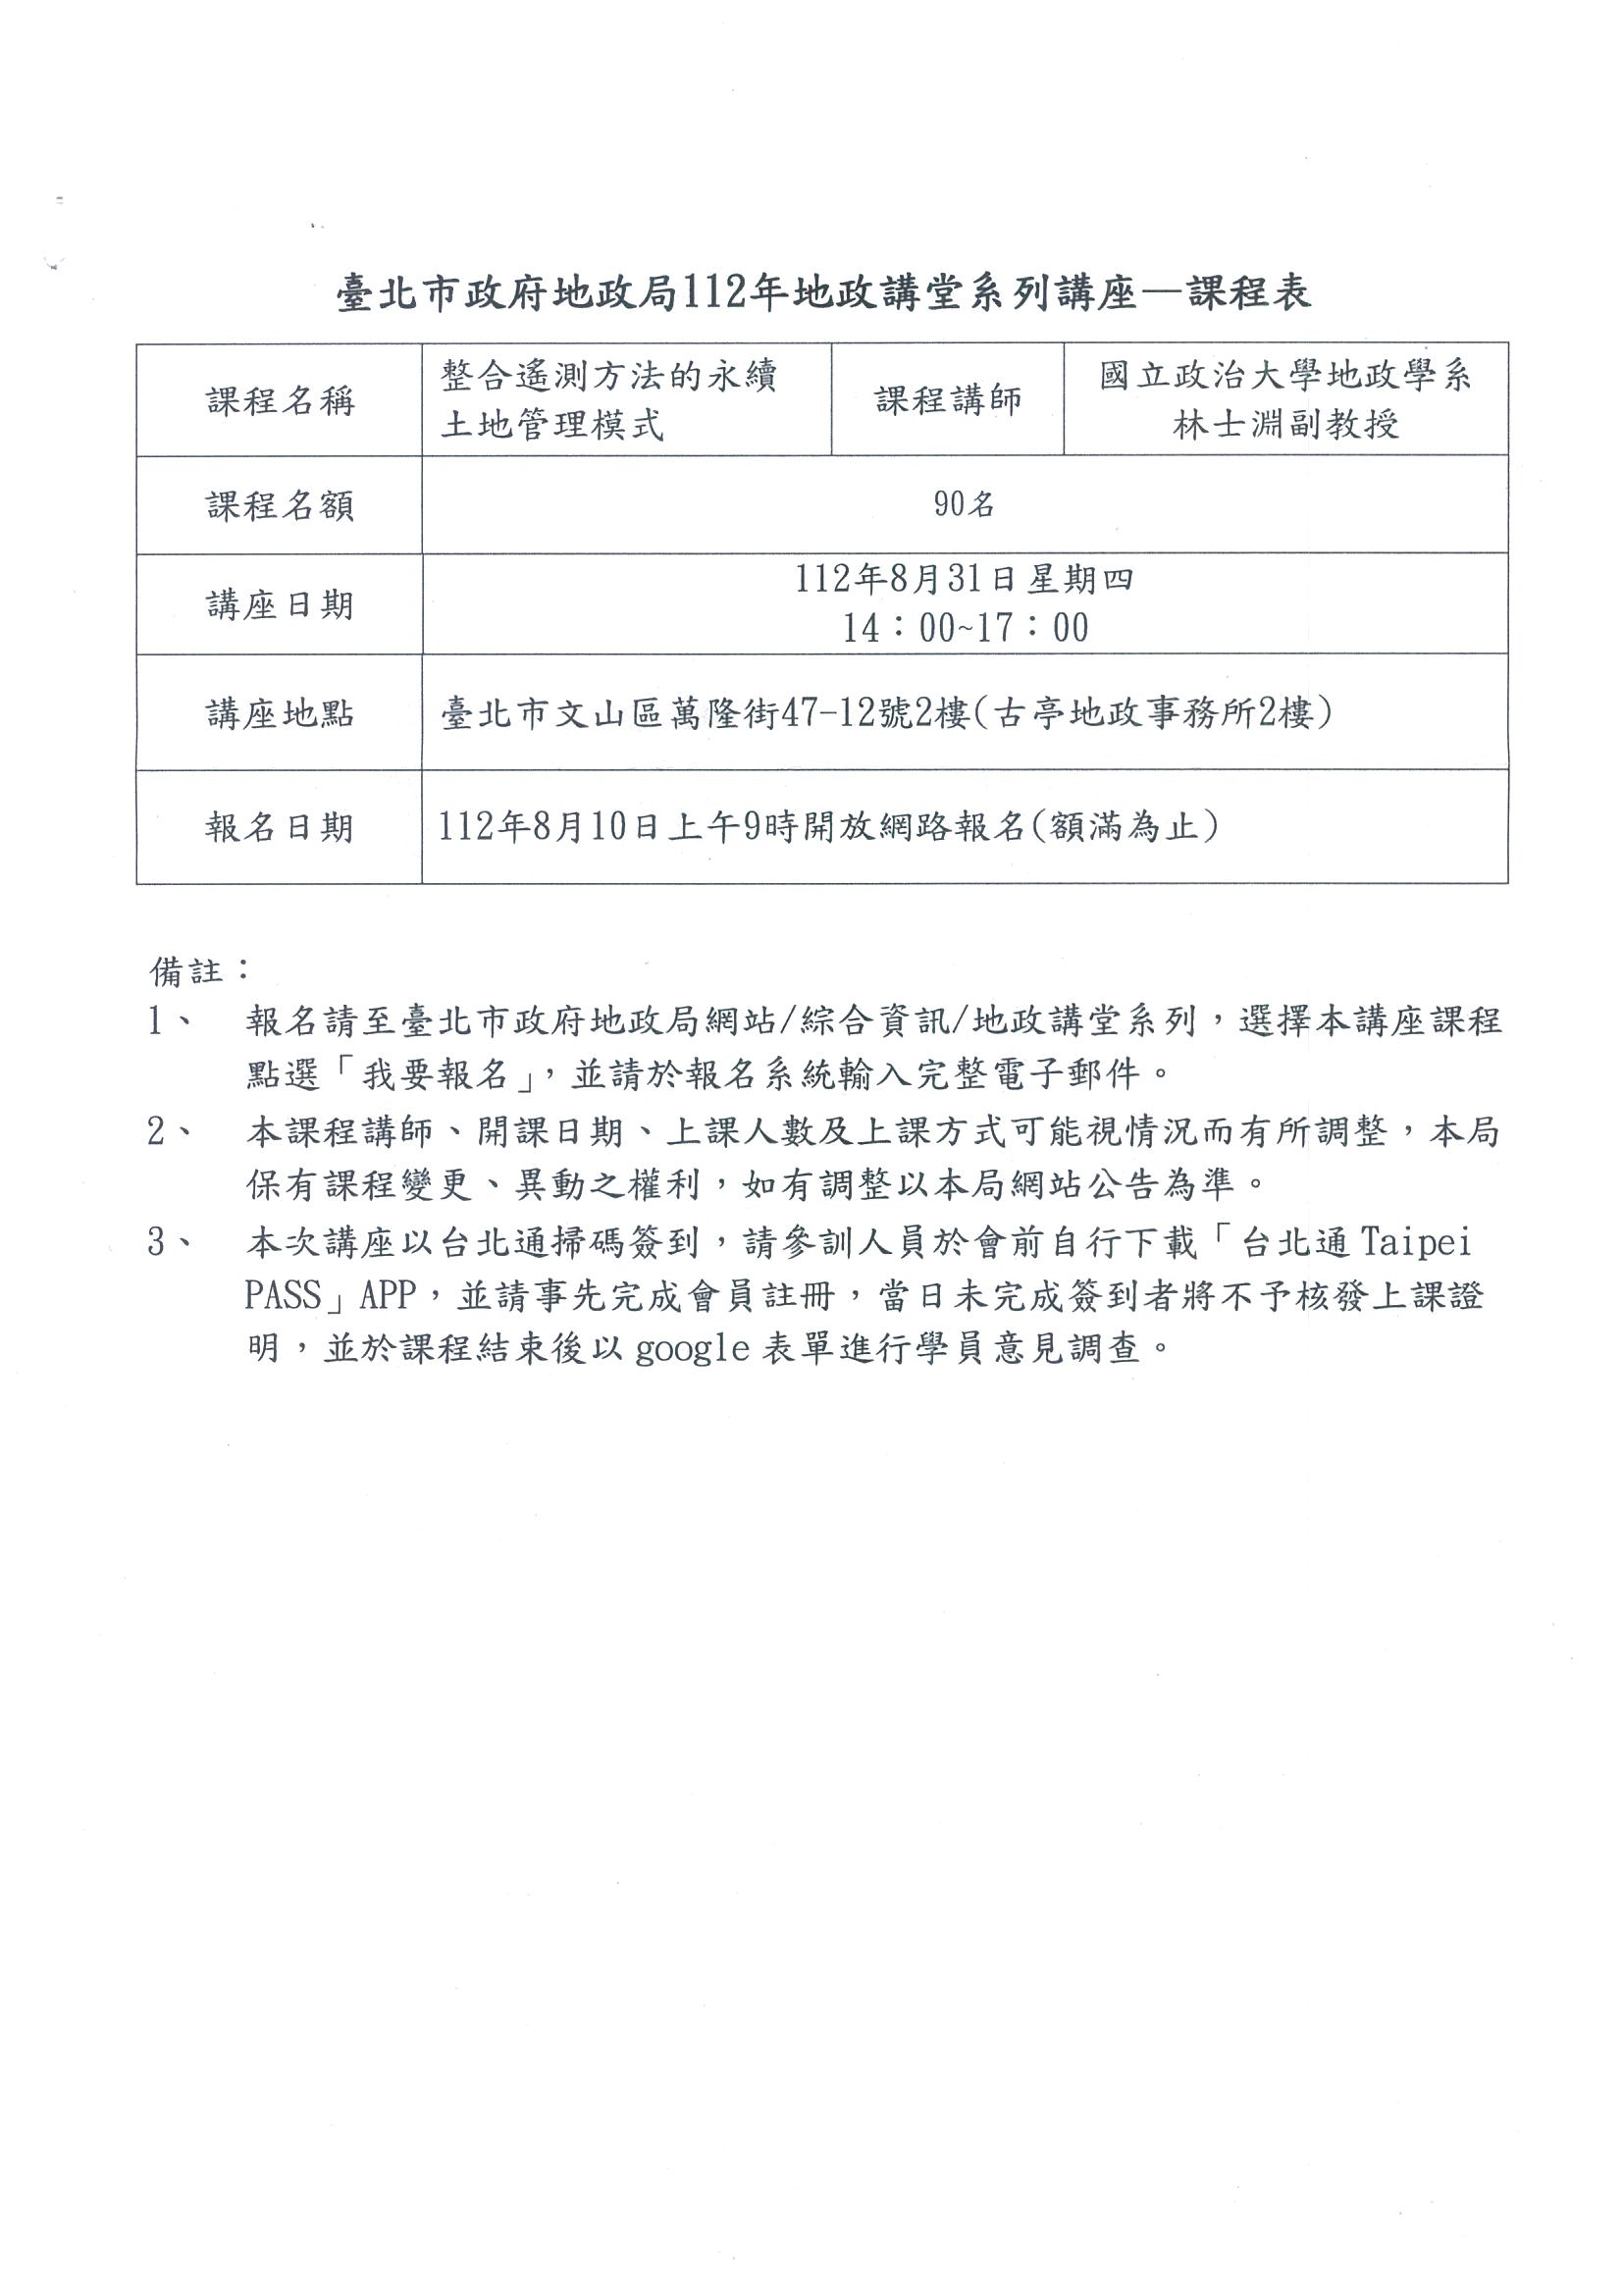 臺北市政府地政局112年地政講堂系列講座—課程表
課程名稱
整合遙測方法的永續
土地管理模式
課程講師
國立政治大學地政學系
林士淵副教授
課程名額
90名
講座日期
112年8月31日星期四
14：00~17：00
講座地點
臺北市文山區萬隆街47-12號2樓(古亭地政事務所2樓)
報名日期
112年8月10日上午9時開放網路報名(額滿為止)
備註：
1、 報名請至臺北市政府地政局網站/綜合資訊/地政講堂系列，選擇本講座課程
點選「我要報名」，並請於報名系統輸入完整電子郵件。
2、 本課程講師、開課日期、上課人數及上課方式可能視情況而有所調整，本局
保有課程變更、異動之權利，如有調整以本局網站公告為準。
3、 本次講座以台北通掃碼簽到，請參訓人員於會前自行下載「台北通 Taipei
PASS」APP，並請事先完成會員註冊，當日未完成簽到者將不予核發上課證
明，並於課程結束後以 google 表單進行學員意見調查。